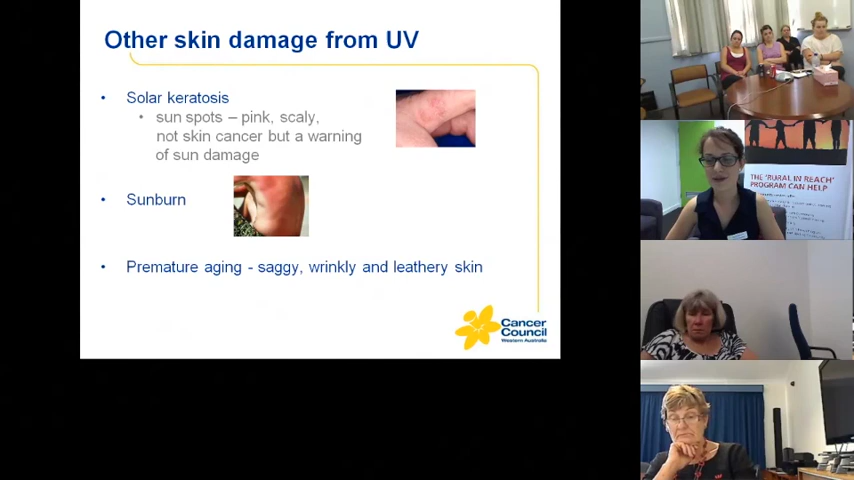 Other skin damage from UV
• Solar keratosis
• sun spots – pink, scaly,
not skin cancer but a warning
of sun damage
• Sunburn
• Premature aging - saggy, wrinkly and leathery skin
Cancer
Council
Western Australia
THE 'RURAL IN REACH'
PROGRAM CAN HELP